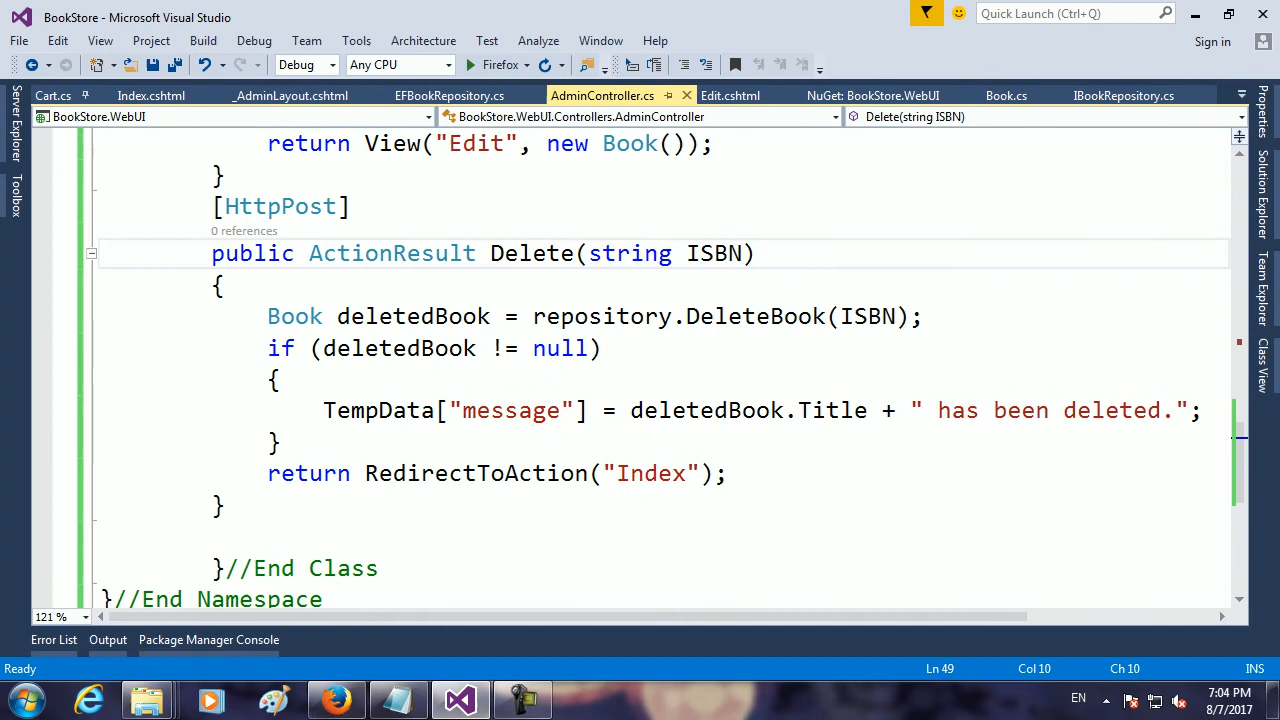 BookStore - Microsoft Visual Studio
Quick Launch (Ctrl+Q)
File Edit View Project Build Debug Team Tools Architecture Test Analyze Window Help
Sign in
Debug Any CPU Firefox
Cart.cs Index.cshtml _AdminLayout.cshtml EFBookRepository.cs AdminController.cs Edit.cshtml NuGet: BookStore.WebUI Book.cs IBookRepository.cs
BookStore.WebUI BookStore.WebUI.Controllers.AdminController Delete(string ISBN)
Server Explorer
Toolbox
Properties
Solution Explorer
Team Explorer
Class View
return View("Edit", new Book());
}
[HttpPost]
0 references
public ActionResult Delete(string ISBN)
{
Book deletedBook = repository.DeleteBook(ISBN);
if (deletedBook != null)
{
TempData["message"] = deletedBook.Title + " has been deleted.";
}
return RedirectToAction("Index");
}
}//End Class
}//End Namespace
121 %
Error List Output Package Manager Console
Ready Ln 49 Col 10 Ch 10 INS
EN 7:04 PM
8/7/2017